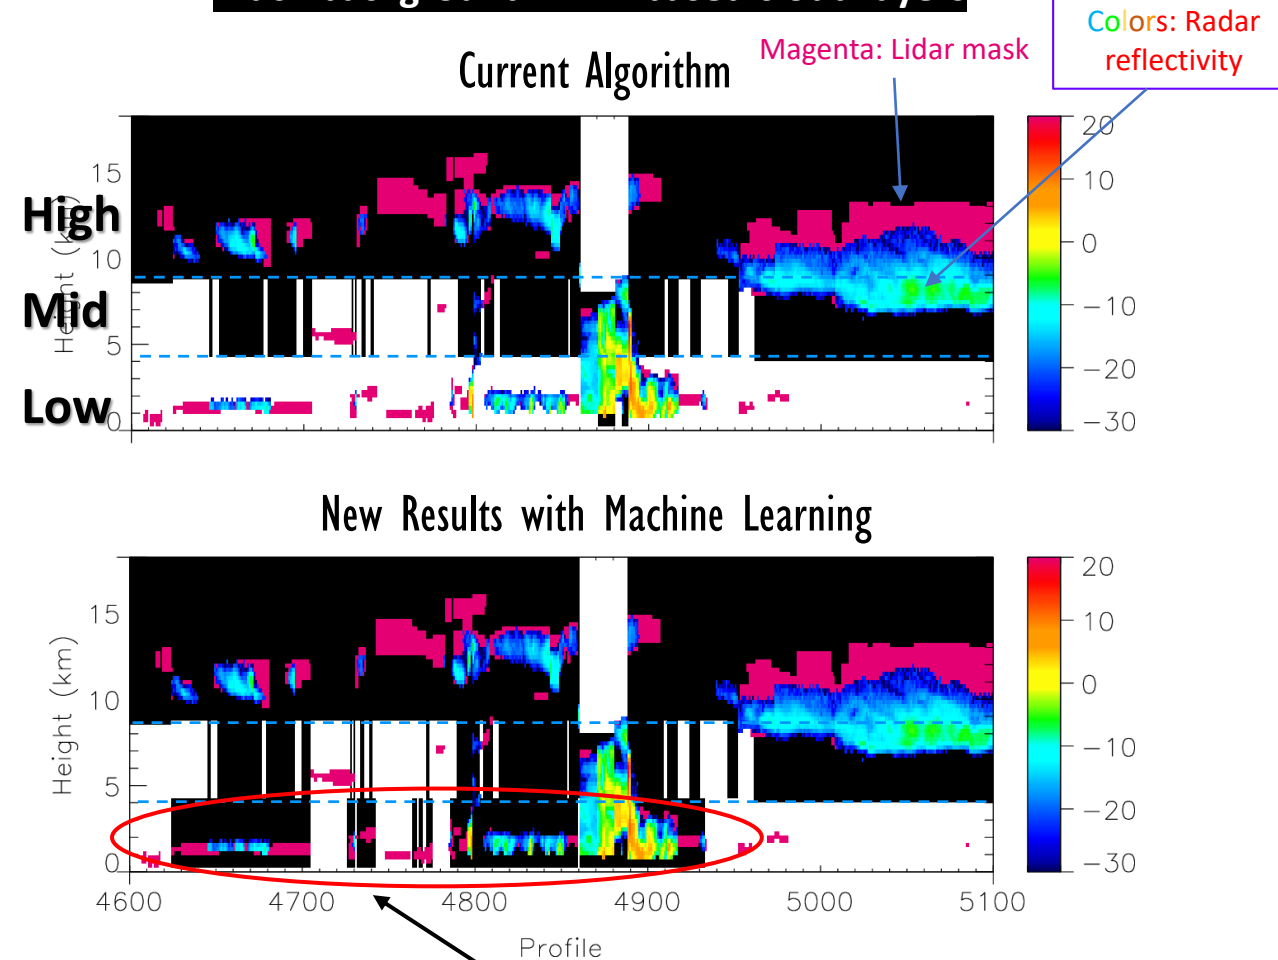 Colors: Radar
reflectivity
Magenta: Lidar mask
Current Algorithm
High
Mid
Low
Height (km)
15
10
5
0
20
10
0
−10
−20
−30
New Results with Machine Learning
Height (km)
15
10
5
0
20
10
0
−10
−20
−30
4600
4700
4800
4900
5000
5100
Profile